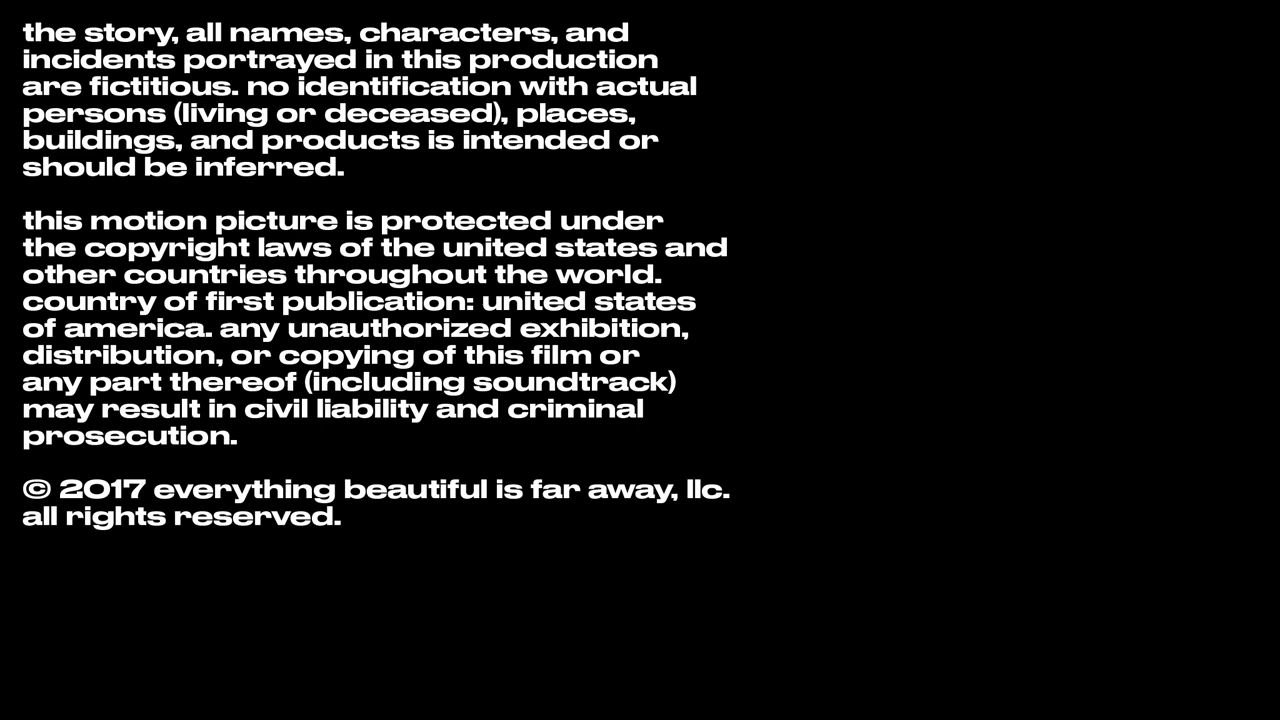 the story, all names, characters, and
incidents portrayed in this production
are fictitious. no identification with actual
persons (living or deceased), places,
buildings, and products is intended or
should be inferred.
this motion picture is protected under
the copyright laws of the united states and
other countries throughout the world.
country of first publication: united states
of america. any unauthorized exhibition,
distribution, or copying of this film or
any part thereof (including soundtrack)
may result in civil liability and criminal
prosecution.
© 2017 everything beautiful is far away, llc.
all rights reserved.